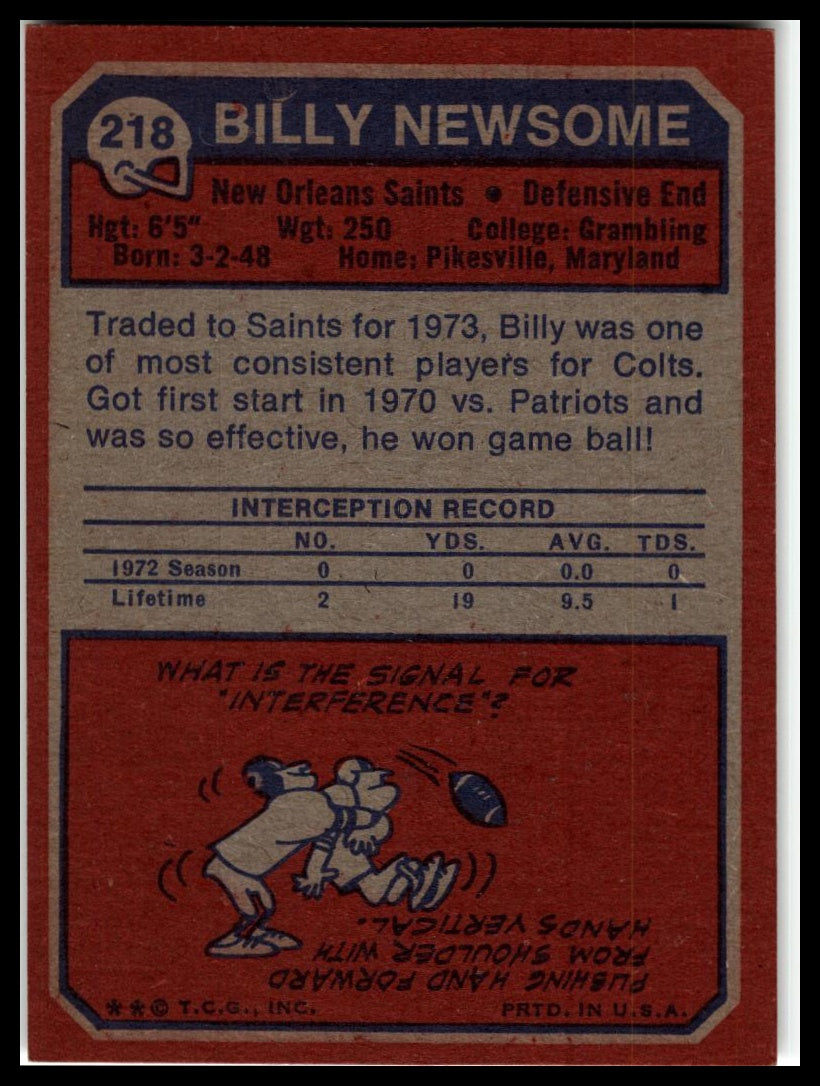 218
BILLY NEWSOME
New Orleans Saints • Defensive End
Hgt: 6'5" Wgt: 250 College: Grambling
Born: 3-2-48 Home: Pikesville, Maryland
Traded to Saints for 1973, Billy was one
of most consistent players for Colts.
Got first start in 1970 vs. Patriots and
was so effective, he won game ball!
INTERCEPTION RECORD
NO. YDS. AVG. TDS.
1972 Season 0 0 0.0 0
Lifetime 2 19 9.5 1
WHAT IS THE SIGNAL FOR
"INTERFERENCE"?
PUSHING HAND FORWARD
FROM SHOULDER WITH
HANDS VERTICAL.
**© T.C.G., INC. PRTD. IN U.S.A.